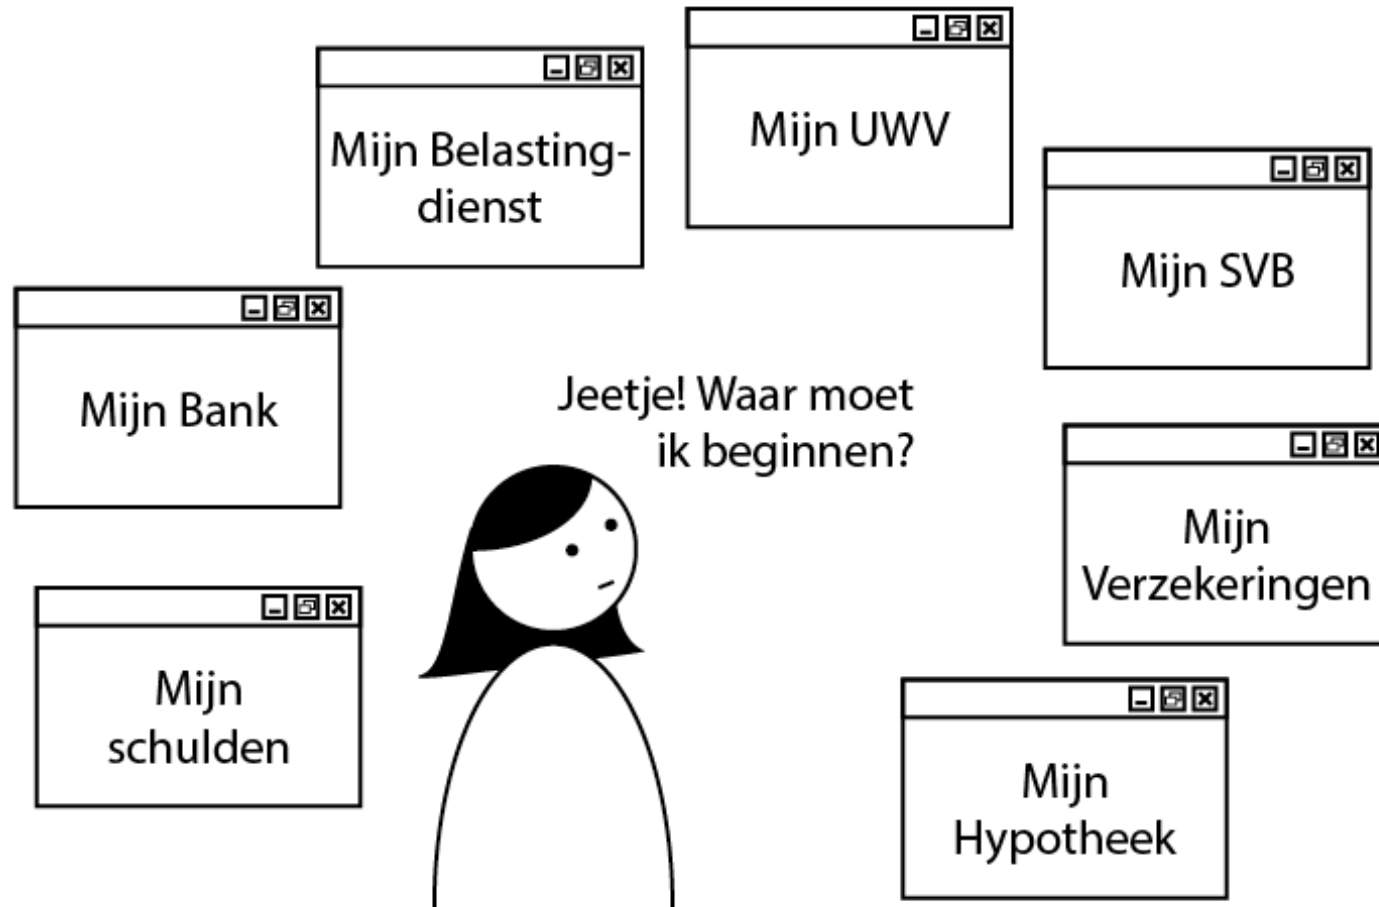 Mijn UWV
Mijn Belasting-
dienst
Mijn SVB
Mijn Bank
Jeetje! Waar moet
ik beginnen?
Mijn
Verzekeringen
Mijn
schulden
Mijn
Hypotheek